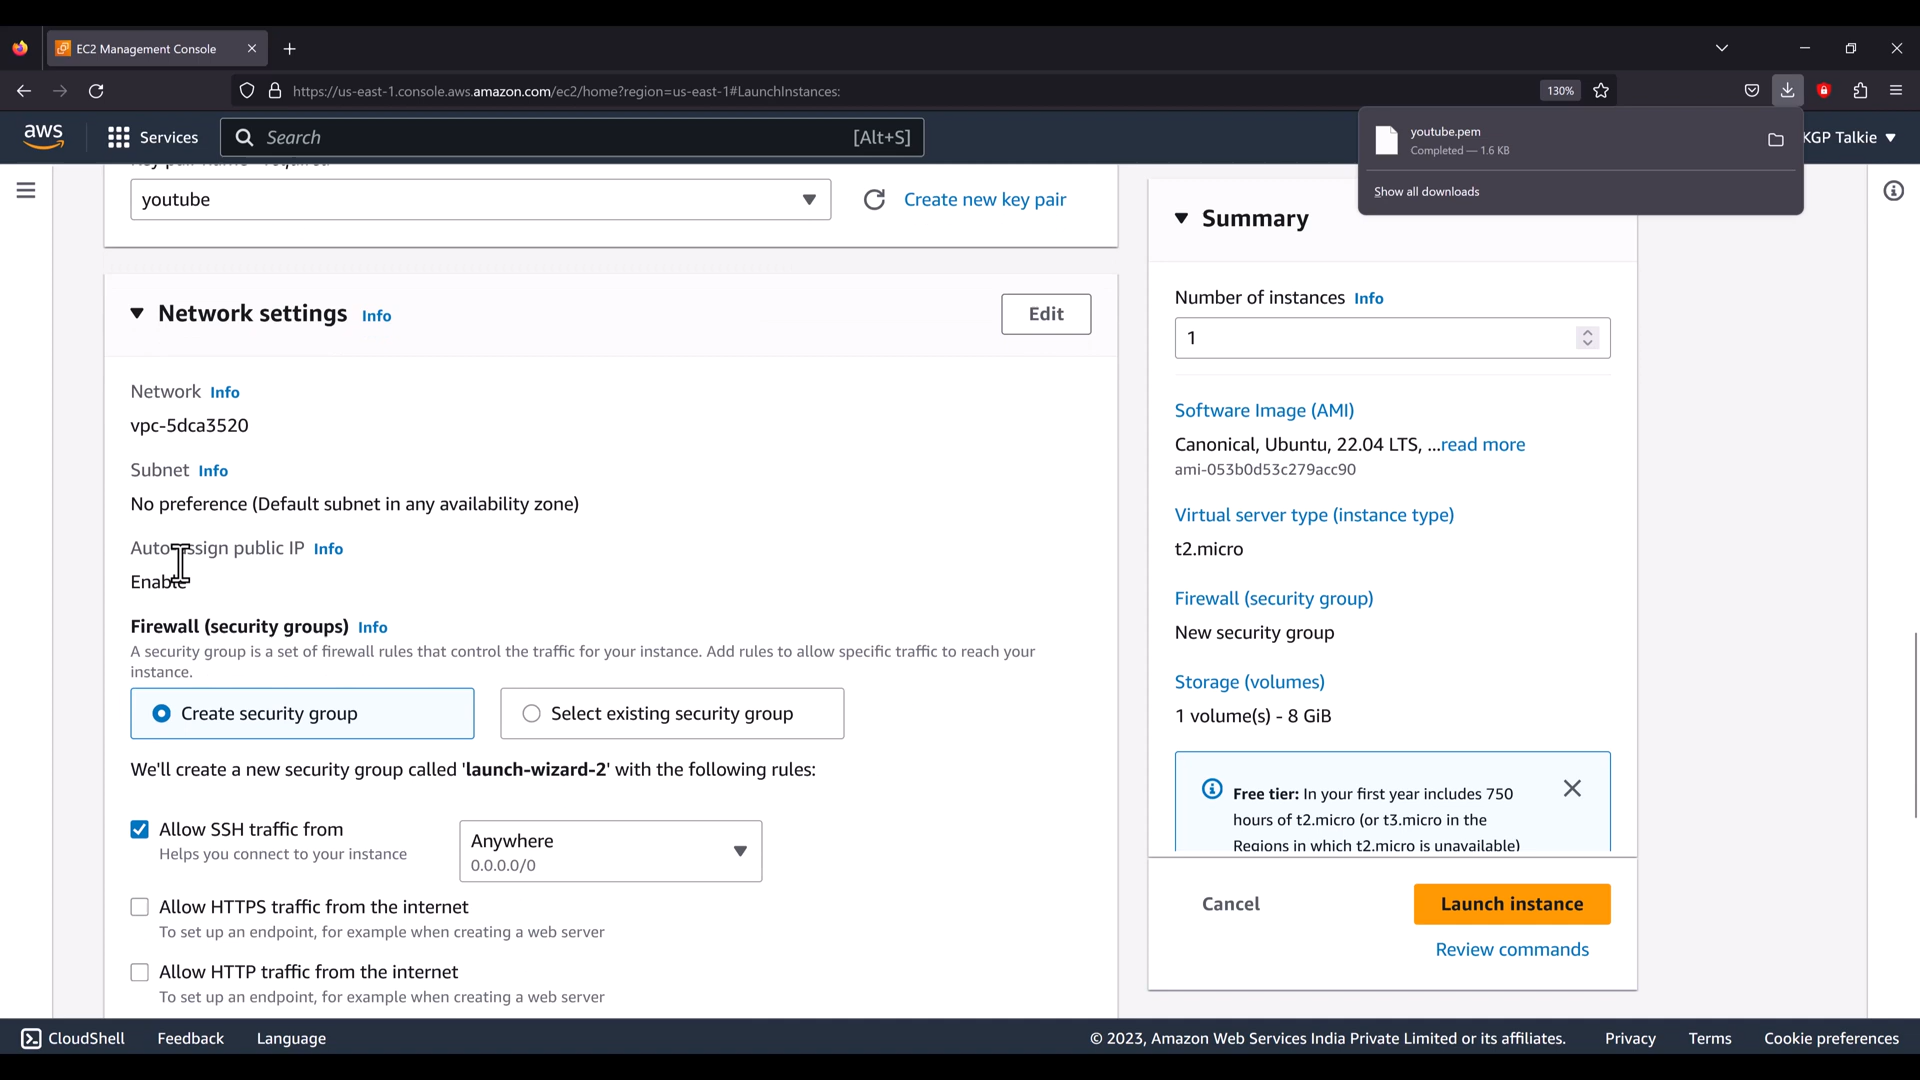 EC2 Management Console
https://us-east-1.console.aws.amazon.com/ec2/home?region=us-east-1#LaunchInstances:
130%
aws
Services
Search
[Alt+S]
KGP Talkie
youtube.pem
Completed — 1.6 KB
Show all downloads
youtube
Create new key pair
Network settings Info
Edit
Network Info
vpc-5dca3520
Subnet Info
No preference (Default subnet in any availability zone)
Auto-assign public IP Info
Enable
Firewall (security groups) Info
A security group is a set of firewall rules that control the traffic for your instance. Add rules to allow specific traffic to reach your
instance.
Create security group
Select existing security group
We'll create a new security group called 'launch-wizard-2' with the following rules:
Allow SSH traffic from
Helps you connect to your instance
Anywhere
0.0.0.0/0
Allow HTTPS traffic from the internet
To set up an endpoint, for example when creating a web server
Allow HTTP traffic from the internet
To set up an endpoint, for example when creating a web server
Summary
Number of instances Info
1
Software Image (AMI)
Canonical, Ubuntu, 22.04 LTS, ...read more
ami-053b0d53c279acc90
Virtual server type (instance type)
t2.micro
Firewall (security group)
New security group
Storage (volumes)
1 volume(s) - 8 GiB
Free tier: In your first year includes 750
hours of t2.micro (or t3.micro in the
Regions in which t2.micro is unavailable)
Cancel
Launch instance
Review commands
CloudShell
Feedback
Language
© 2023, Amazon Web Services India Private Limited or its affiliates.
Privacy
Terms
Cookie preferences